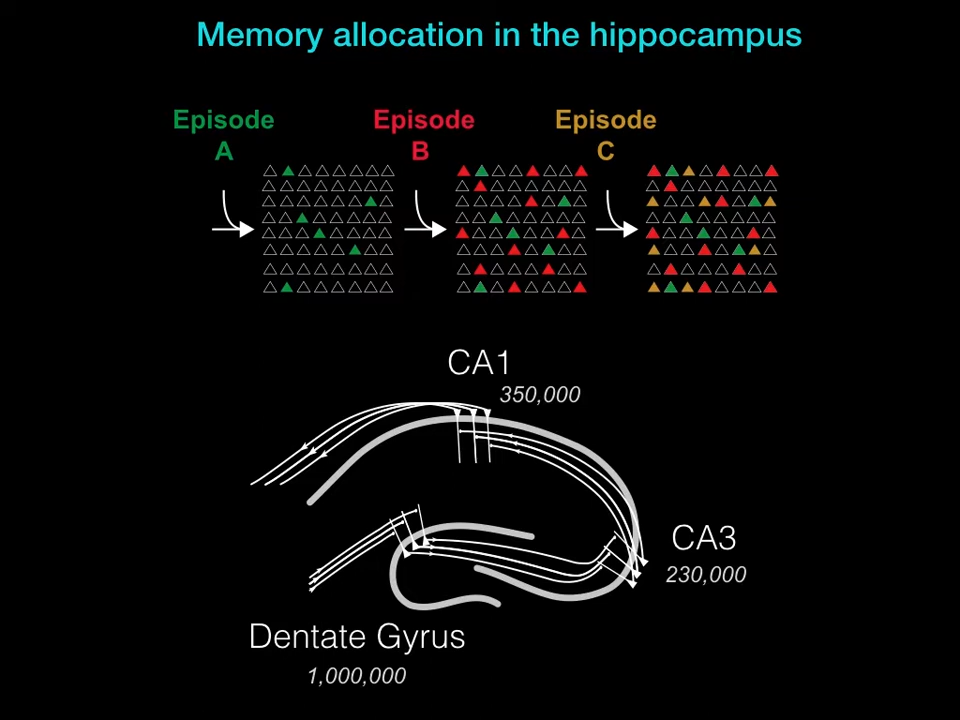 Memory allocation in the hippocampus
Episode
A
Episode
B
Episode
C
CA1
350,000
CA3
230,000
Dentate Gyrus
1,000,000